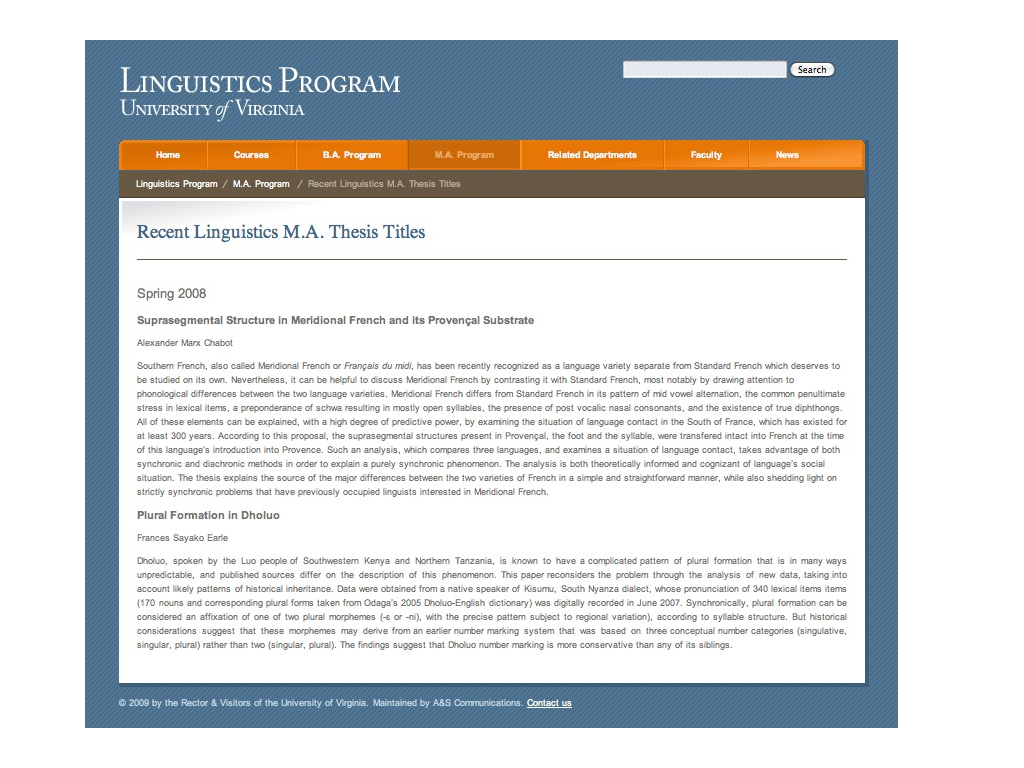 LINGUISTICS PROGRAM
UNIVERSITY of VIRGINIA
Search
Home Courses B.A. Program M.A. Program Related Departments Faculty News
Linguistics Program / M.A. Program / Recent Linguistics M.A. Thesis Titles
Recent Linguistics M.A. Thesis Titles
Spring 2008
Suprasegmental Structure in Meridional French and its Provençal Substrate
Alexander Marx Chabot
Southern French, also called Meridional French or Français du midi, has been recently recognized as a language variety separate from Standard French which deserves to
be studied on its own. Nevertheless, it can be helpful to discuss Meridional French by contrasting it with Standard French, most notably by drawing attention to
phonological differences between the two language varieties. Meridional French differs from Standard French in its pattern of mid vowel alternation, the common penultimate
stress in lexical items, a preponderance of schwa resulting in mostly open syllables, the presence of post vocalic nasal consonants, and the existence of true diphthongs.
All of these elements can be explained, with a high degree of predictive power, by examining the situation of language contact in the South of France, which has existed for
at least 300 years. According to this proposal, the suprasegmental structures present in Provençal, the foot and the syllable, were transfered intact into French at the time
of this language's introduction into Provence. Such an analysis, which compares three languages, and examines a situation of language contact, takes advantage of both
synchronic and diachronic methods in order to explain a purely synchronic phenomenon. The analysis is both theoretically informed and cognizant of language's social
situation. The thesis explains the source of the major differences between the two varieties of French in a simple and straightforward manner, while also shedding light on
strictly synchronic problems that have previously occupied linguists interested in Meridional French.
Plural Formation in Dholuo
Frances Sayako Earle
Dholuo, spoken by the Luo people of Southwestern Kenya and Northern Tanzania, is known to have a complicated pattern of plural formation that is in many ways
unpredictable, and published sources differ on the description of this phenomenon. This paper reconsiders the problem through the analysis of new data, taking into
account likely patterns of historical inheritance. Data were obtained from a native speaker of Kisumu, South Nyanza dialect, whose pronunciation of 340 lexical items items
(170 nouns and corresponding plural forms taken from Odaga's 2005 Dholuo-English dictionary) was digitally recorded in June 2007. Synchronically, plural formation can be
considered an affixation of one of two plural morphemes (-ɛ or -ni), with the precise pattern subject to regional variation), according to syllable structure. But historical
considerations suggest that these morphemes may derive from an earlier number marking system that was based on three conceptual number categories (singulative,
singular, plural) rather than two (singular, plural). The findings suggest that Dholuo number marking is more conservative than any of its siblings.
© 2009 by the Rector & Visitors of the University of Virginia. Maintained by A&S Communications. Contact us